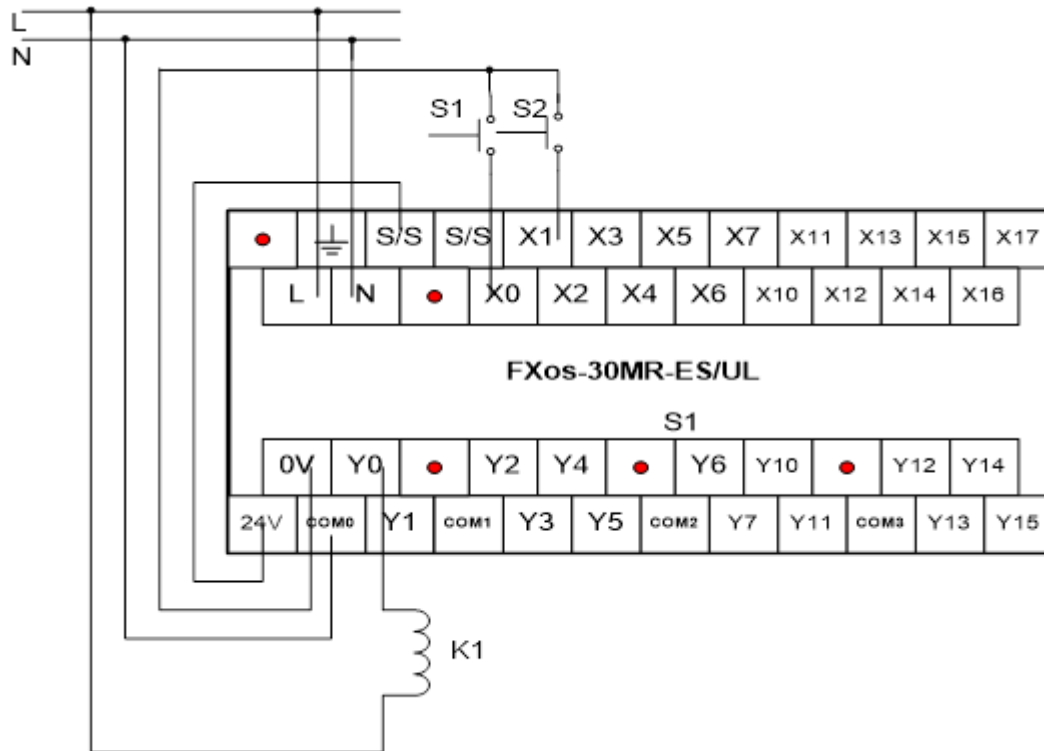 L
N
S1 S2
S/S S/S X1 X3 X5 X7 X11 X13 X15 X17
L N X0 X2 X4 X6 X10 X12 X14 X16
FXos-30MR-ES/UL
S1
0V Y0 Y2 Y4 Y6 Y10 Y12 Y14
24V COM0 Y1 COM1 Y3 Y5 COM2 Y7 Y11 COM3 Y13 Y15
K1